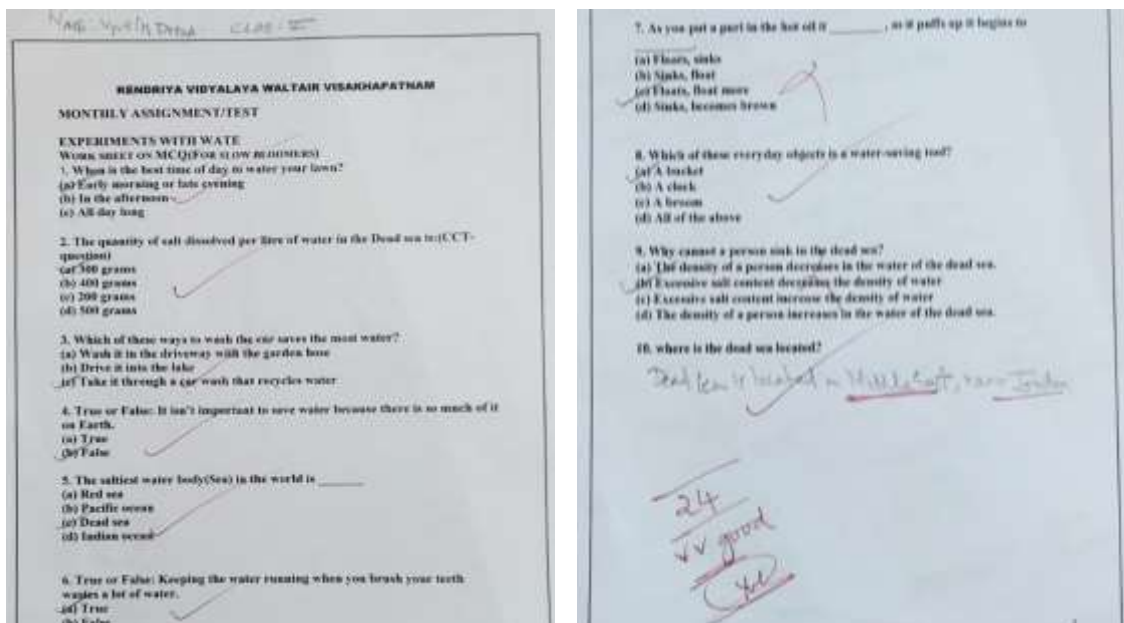 CLASS: V
KENDRIYA VIDYALAYA WALTAIR VISAKHAPATNAM
MONTHLY ASSIGNMENT/TEST
EXPERIMENTS WITH WATE
WORK SHEET ON MCQ(FOR SLOW BLOOMERS)
1. When is the best time of day to water your lawn?
(a) Early morning or late evening
(b) In the afternoon
(c) All day long
2. The quantity of salt dissolved per litre of water in the Dead sea is:(CCT-
question)
(a) 300 grams
(b) 400 grams
(c) 200 grams
(d) 500 grams
3. Which of these ways to wash the car saves the most water?
(a) Wash it in the driveway with the garden hose
(b) Drive it into the lake
(c) Take it through a car wash that recycles water
4. True or False: It isn't important to save water because there is so much of it
on Earth.
(a) True
(b) False
5. The saltiest water body(Sea) in the world is ______
(a) Red sea
(b) Pacific ocean
(c) Dead sea
(d) Indian ocean
6. True or False: Keeping the water running when you brush your teeth
wastes a lot of water.
(a) True
(b) False
7. As you put a puri in the hot oil it ________, as it puffs up it begins to
________.
(a) Floats, sinks
(b) Sinks, float
(c) Floats, float more
(d) Sinks, becomes brown
8. Which of these everyday objects is a water-saving tool?
(a) A bucket
(b) A clock
(c) A broom
(d) All of the above
9. Why cannot a person sink in the dead sea?
(a) The density of a person decreases in the water of the dead sea.
(b) Excessive salt content decreases the density of water
(c) Excessive salt content increase the density of water
(d) The density of a person increases in the water of the dead sea.
10. where is the dead sea located?
Dead sea is located in Jordan
24
v v good